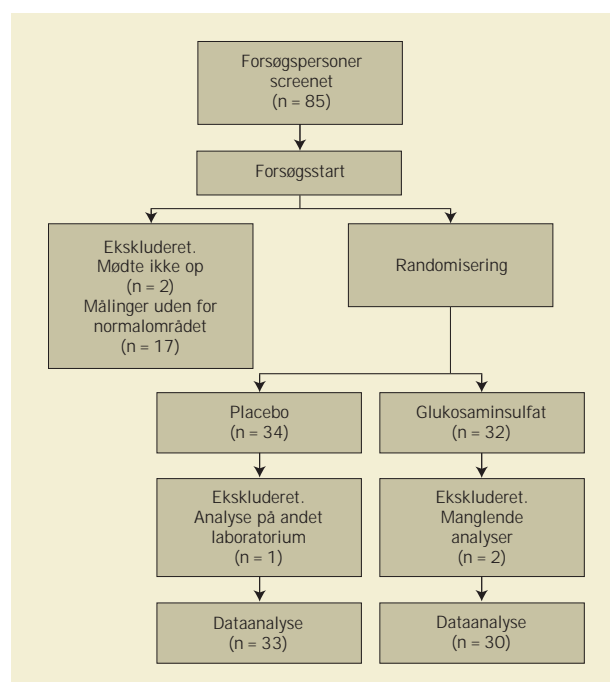 Forsøgspersoner
screenet
(n = 85)
Forsøgsstart
Ekskluderet.
Mødte ikke op
(n = 2)
Målinger uden for
normalområdet
(n = 17)
Randomisering
Placebo
(n = 34)
Glukosaminsulfat
(n = 32)
Ekskluderet.
Analyse på andet
laboratorium
(n = 1)
Ekskluderet.
Manglende
analyser
(n = 2)
Dataanalyse
(n = 33)
Dataanalyse
(n = 30)